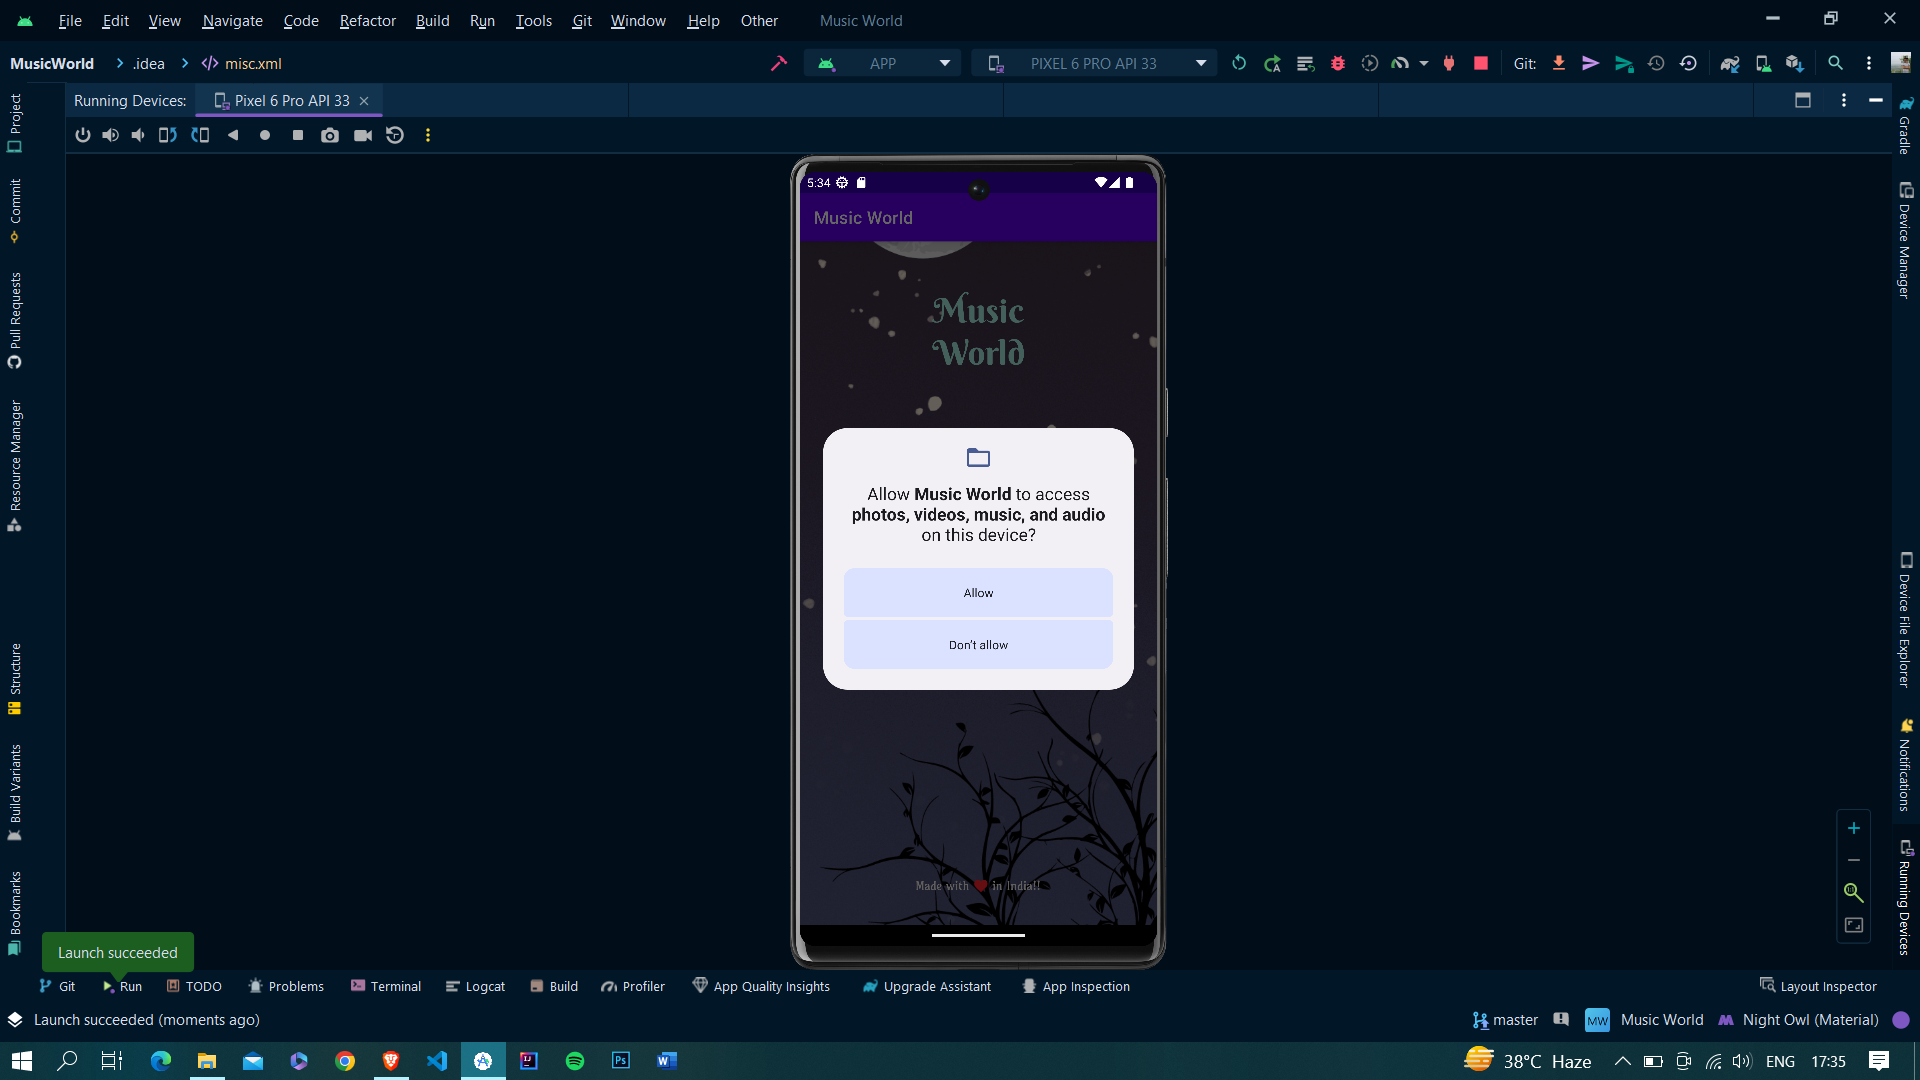 File Edit View Navigate Code Refactor Build Run Tools Git Window Help Other Music World
MusicWorld .idea misc.xml APP PIXEL 6 PRO API 33 Git:
Running Devices: Pixel 6 Pro API 33
Project
Commit
Pull Requests
Resource Manager
Structure
Build Variants
Bookmarks
5:34
Music World
Music
World
Allow Music World to access
photos, videos, music, and audio
on this device?
Allow
Don't allow
Made with in India!!
Gradle
Device Manager
Device File Explorer
Notifications
Running Devices
Launch succeeded
Git Run TODO Problems Terminal Logcat Build Profiler App Quality Insights Upgrade Assistant App Inspection Layout Inspector
Launch succeeded (moments ago) master MW Music World Night Owl (Material)
38°C Haze ENG 17:35